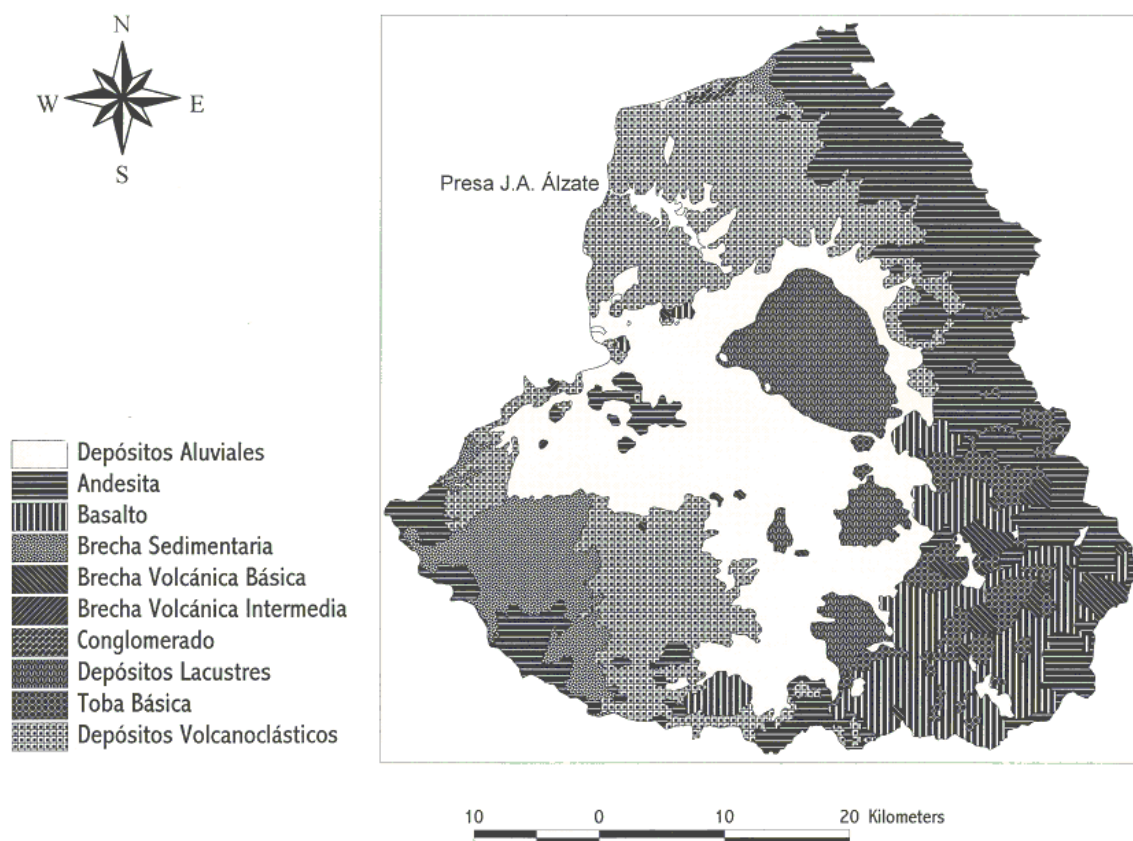 N
W E
S
Presa J.A. Álzate
Depósitos Aluviales
Andesita
Basalto
Brecha Sedimentaria
Brecha Volcánica Básica
Brecha Volcánica Intermedia
Conglomerado
Depósitos Lacustres
Toba Básica
Depósitos Volcanoclásticos
10 0 10 20 Kilometers